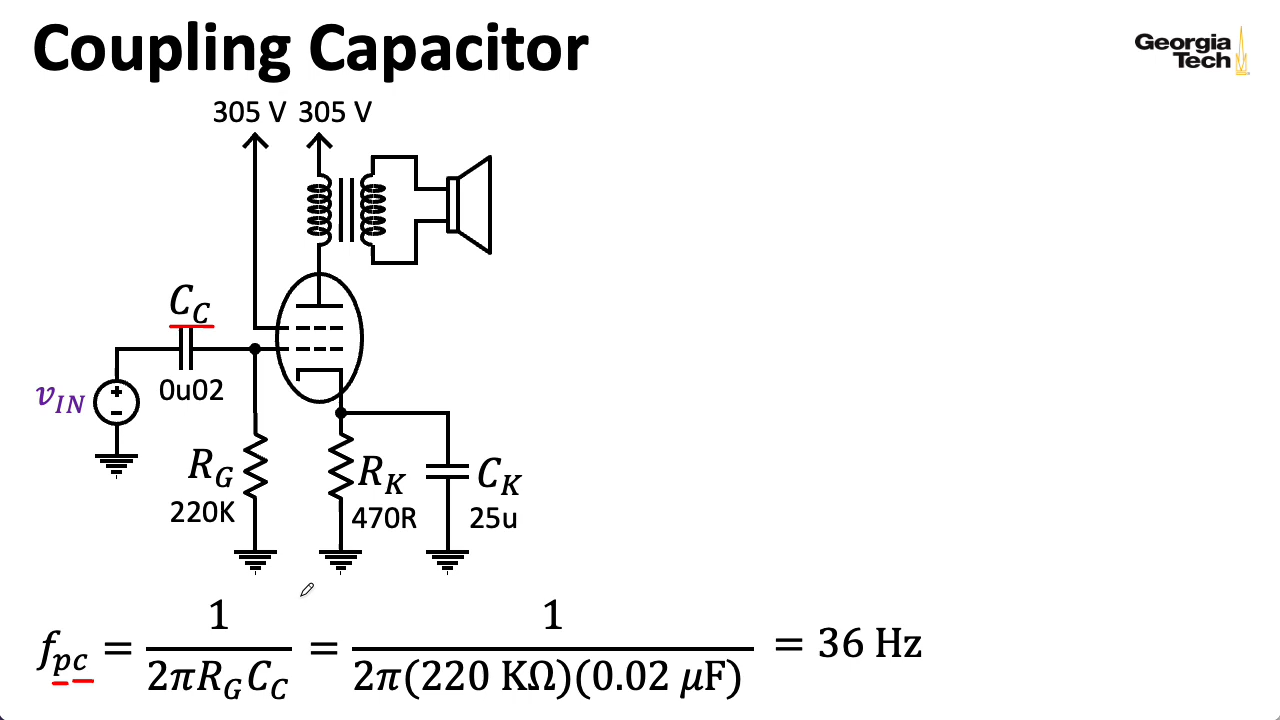 Coupling Capacitor
Georgia
Tech
305 V 305 V
C_C
0u02
v_IN
+
-
R_G
220K
R_K
470R
C_K
25u
f_pc = 1 / 2πR_G C_C = 1 / 2π(220 KΩ)(0.02 μF) = 36 Hz